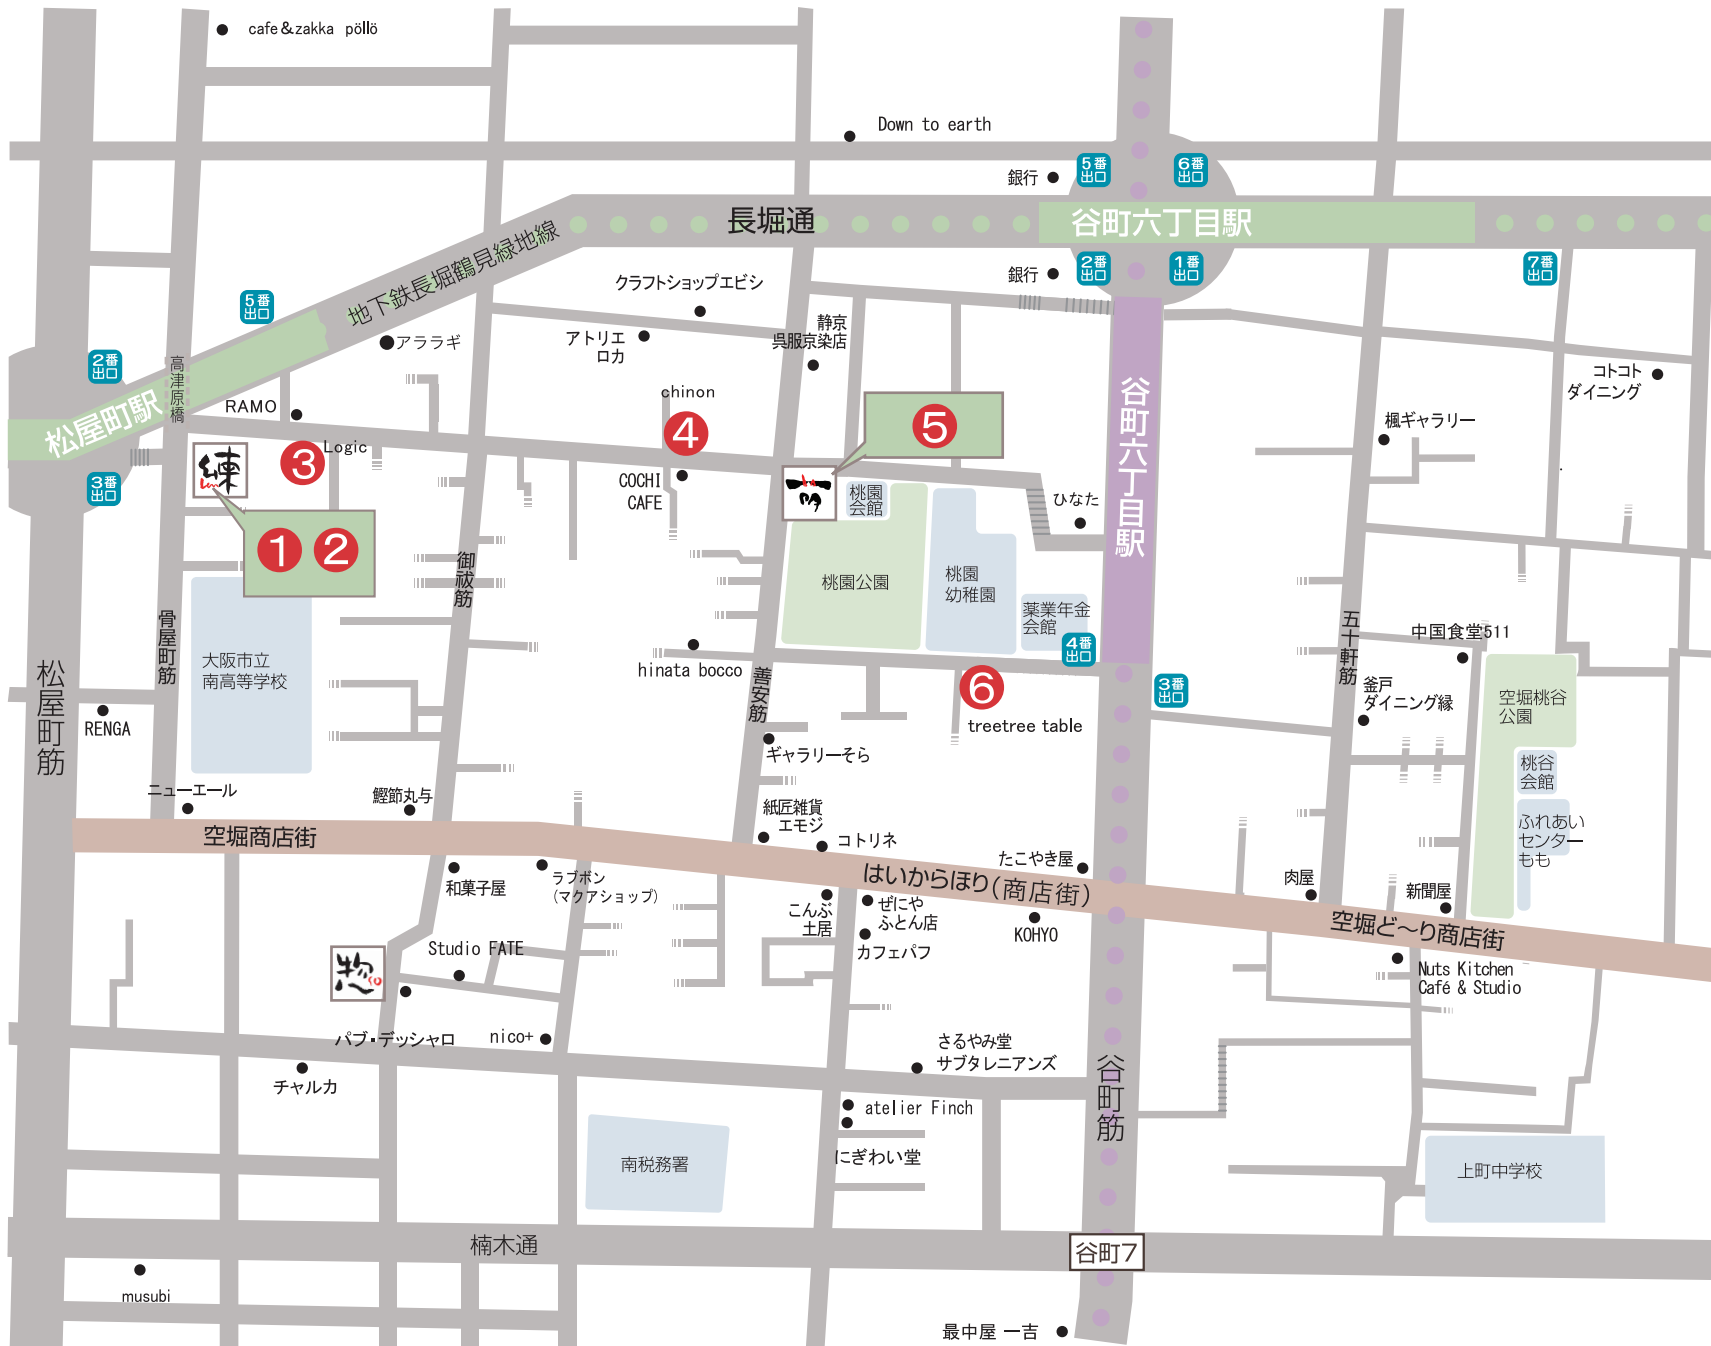 cafe&zakka pöllö
Down to earth
5番
出口
6番
出口
銀行
長堀通
谷町六丁目駅
地下鉄長堀鶴見緑地線
銀行
2番
出口
1番
出口
7番
出口
クラフトショップエビシ
5番
出口
静京
呉服京染店
アトリエ
ロカ
アララギ
2番
出口
高津原橋
コトコト
ダイニング
chinon
RAMO
松屋町駅
谷町六丁目駅
楓ギャラリー
5
4
Logic
3
練
len
3番
出口
COCHI
CAFE
桃園
会館
ひなた
1
2
御祓筋
桃園公園
桃園
幼稚園
薬業年金
会館
骨屋町筋
五十軒筋
中国食堂511
4番
出口
大阪市立
南高等学校
hinata bocco
善安筋
6
3番
出口
釜戸
ダイニング縁
空堀桃谷
公園
松屋町筋
RENGA
treetree table
ギャラリーそら
桃谷
会館
ニューエール
鰹節丸与
紙匠雑貨
エモジ
ふれあい
センター
もも
空堀商店街
コトリネ
たこやき屋
はいからほり(商店街)
和菓子屋
ラブボン
(マクアショップ)
肉屋
新聞屋
こんぶ
土居
ぜにや
ふとん店
空堀ど〜り商店街
KOHYO
カフェパフ
Studio FATE
惣
Nuts Kitchen
Café & Studio
パブ・デッシャロ
nico+
さるやみ堂
サブタレニアンズ
チャルカ
谷町筋
atelier Finch
にぎわい堂
南税務署
上町中学校
楠木通
谷町7
musubi
最中屋 一吉